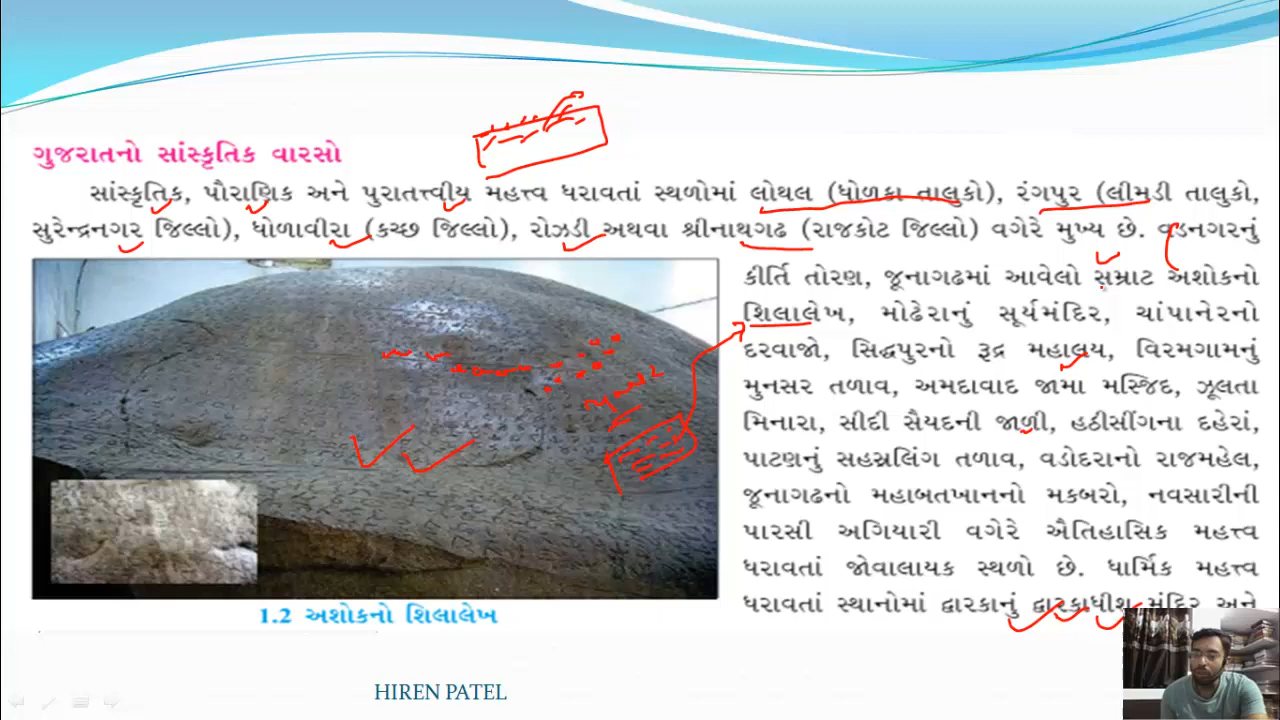 ગુજરાતનો સાંસ્કૃતિક વારસો
સાંસ્કૃતિક, પૌરાણિક અને પુરાતત્ત્વીય મહત્ત્વ ધરાવતાં સ્થળોમાં લોથલ (ધોળકા તાલુકો), રંગપુર (લીમડી તાલુકો,
સુરેન્દ્રનગર જિલ્લો), ધોળાવીરા (કચ્છ જિલ્લો), રોઝડી અથવા શ્રીનાથગઢ (રાજકોટ જિલ્લો) વગેરે મુખ્ય છે. વડનગરનું
કીર્તિ તોરણ, જૂનાગઢમાં આવેલો સમ્રાટ અશોકનો
શિલાલેખ, મોઢેરાનું સૂર્યમંદિર, ચાંપાનેરનો
દરવાજો, સિદ્ધપુરનો રૂદ્ર મહાલય, વિરમગામનું
મુનસર તળાવ, અમદાવાદ જામા મસ્જિદ, ઝૂલતા
મિનારા, સીદી સૈયદની જાળી, હઠીસીંગના દહેરાં,
પાટણનું સહસ્રલિંગ તળાવ, વડોદરાનો રાજમહેલ,
જૂનાગઢનો મહાબતખાનનો મકબરો, નવસારીની
પારસી અગિયારી વગેરે ઐતિહાસિક મહત્ત્વ
ધરાવતાં જોવાલાયક સ્થળો છે. ધાર્મિક મહત્ત્વ
ધરાવતાં સ્થાનોમાં દ્વારકાનું દ્વારકાધીશ મંદિર અને
1.2 અશોકનો શિલાલેખ
HIREN PATEL